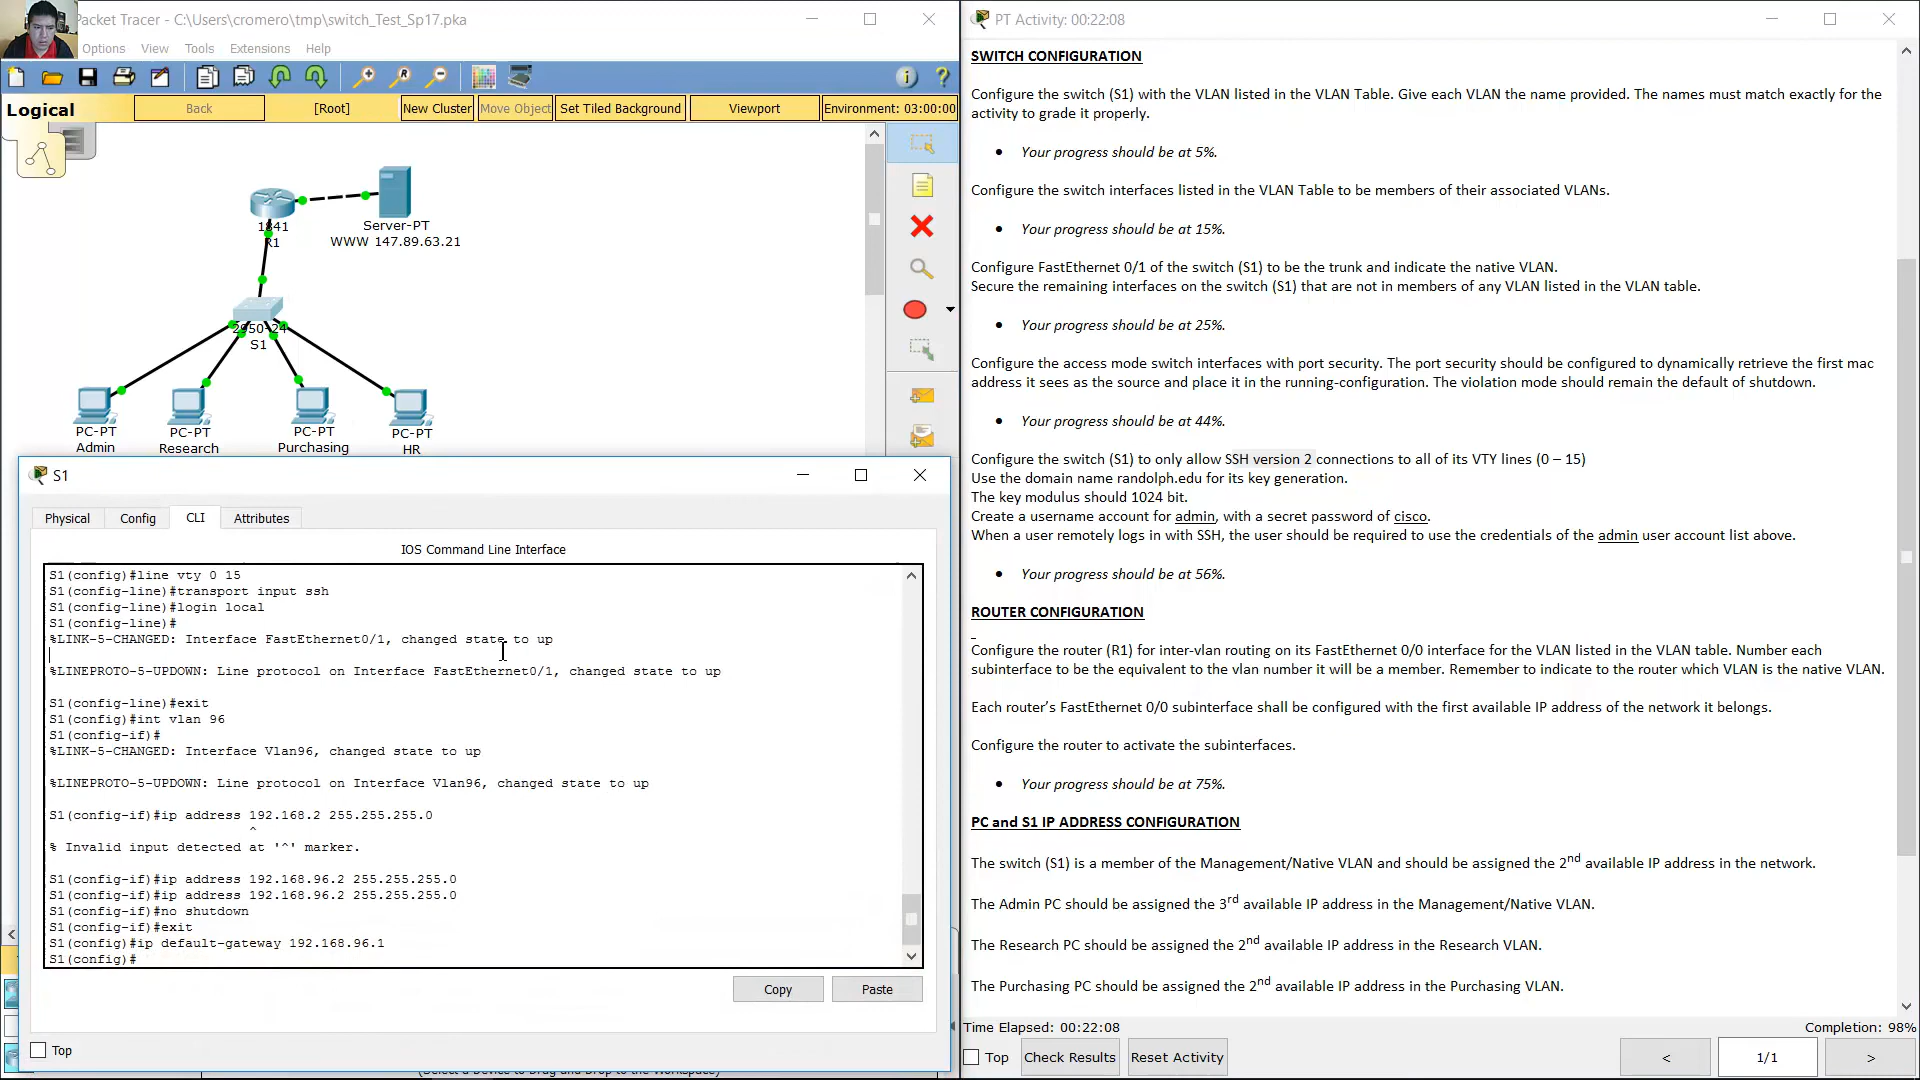 Packet Tracer - C:\Users\cromero\tmp\switch_Test_Sp17.pka
Options View Tools Extensions Help
Logical
Back
[Root]
New Cluster
Move Object
Set Tiled Background
Viewport
Environment: 03:00:00
1841
R1
Server-PT
WWW 147.89.63.21
2950-24
S1
PC-PT
Admin
PC-PT
Research
PC-PT
Purchasing
PC-PT
HR
S1
Physical
Config
CLI
Attributes
IOS Command Line Interface
S1(config)#line vty 0 15
S1(config-line)#transport input ssh
S1(config-line)#login local
S1(config-line)#
%LINK-5-CHANGED: Interface FastEthernet0/1, changed state to up
%LINEPROTO-5-UPDOWN: Line protocol on Interface FastEthernet0/1, changed state to up
S1(config-line)#exit
S1(config)#int vlan 96
S1(config-if)#
%LINK-5-CHANGED: Interface Vlan96, changed state to up
%LINEPROTO-5-UPDOWN: Line protocol on Interface Vlan96, changed state to up
S1(config-if)#ip address 192.168.2 255.255.255.0
^
% Invalid input detected at '^' marker.
S1(config-if)#ip address 192.168.96.2 255.255.255.0
S1(config-if)#ip address 192.168.96.2 255.255.255.0
S1(config-if)#no shutdown
S1(config-if)#exit
S1(config)#ip default-gateway 192.168.96.1
S1(config)#
Copy
Paste
Top
(Select a Device to Drag and Drop to the Workspace)
PT Activity: 00:22:08
SWITCH CONFIGURATION
Configure the switch (S1) with the VLAN listed in the VLAN Table. Give each VLAN the name provided. The names must match exactly for the
activity to grade it properly.
• Your progress should be at 5%.
Configure the switch interfaces listed in the VLAN Table to be members of their associated VLANs.
• Your progress should be at 15%.
Configure FastEthernet 0/1 of the switch (S1) to be the trunk and indicate the native VLAN.
Secure the remaining interfaces on the switch (S1) that are not in members of any VLAN listed in the VLAN table.
• Your progress should be at 25%.
Configure the access mode switch interfaces with port security. The port security should be configured to dynamically retrieve the first mac
address it sees as the source and place it in the running-configuration. The violation mode should remain the default of shutdown.
• Your progress should be at 44%.
Configure the switch (S1) to only allow SSH version 2 connections to all of its VTY lines (0 – 15)
Use the domain name randolph.edu for its key generation.
The key modulus should 1024 bit.
Create a username account for admin, with a secret password of cisco.
When a user remotely logs in with SSH, the user should be required to use the credentials of the admin user account list above.
• Your progress should be at 56%.
ROUTER CONFIGURATION
Configure the router (R1) for inter-vlan routing on its FastEthernet 0/0 interface for the VLAN listed in the VLAN table. Number each
subinterface to be the equivalent to the vlan number it will be a member. Remember to indicate to the router which VLAN is the native VLAN.
Each router's FastEthernet 0/0 subinterface shall be configured with the first available IP address of the network it belongs.
Configure the router to activate the subinterfaces.
• Your progress should be at 75%.
PC and S1 IP ADDRESS CONFIGURATION
The switch (S1) is a member of the Management/Native VLAN and should be assigned the 2nd available IP address in the network.
The Admin PC should be assigned the 3rd available IP address in the Management/Native VLAN.
The Research PC should be assigned the 2nd available IP address in the Research VLAN.
The Purchasing PC should be assigned the 2nd available IP address in the Purchasing VLAN.
Time Elapsed: 00:22:08
Completion: 98%
Top
Check Results
Reset Activity
<
1/1
>